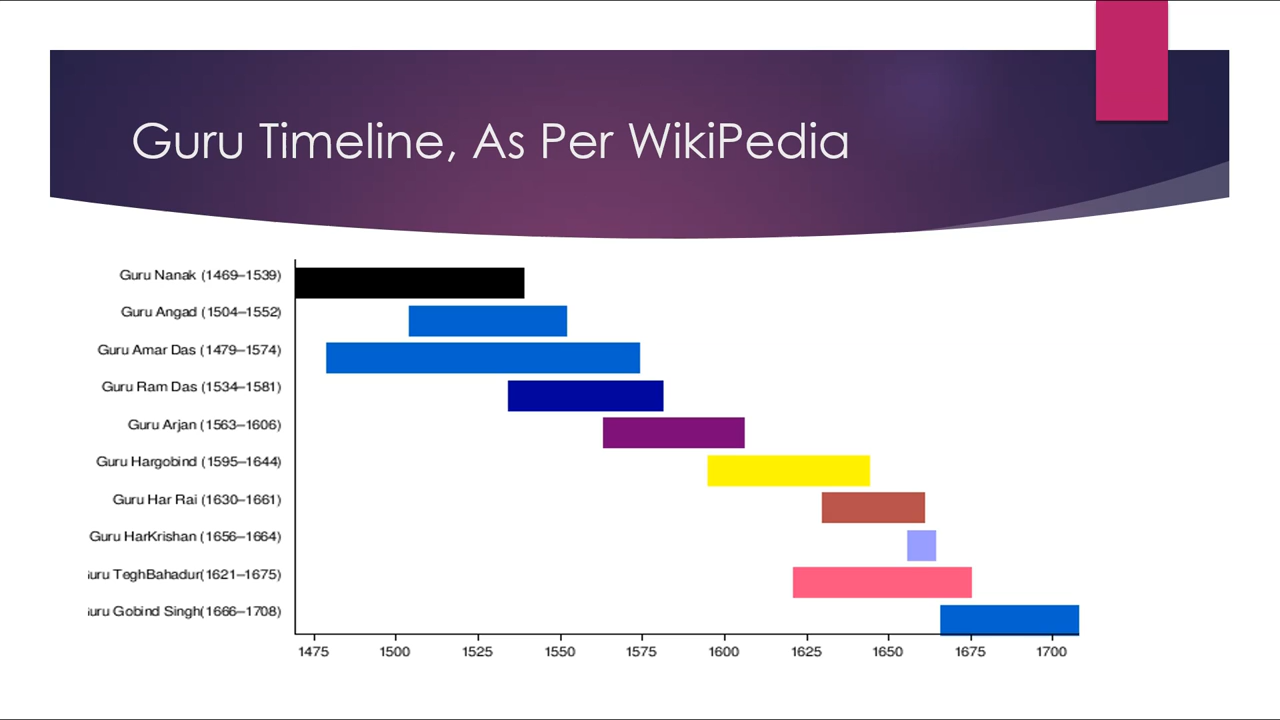 Guru Timeline, As Per WikiPedia
Guru Nanak (1469–1539)
Guru Angad (1504–1552)
Guru Amar Das (1479–1574)
Guru Ram Das (1534–1581)
Guru Arjan (1563–1606)
Guru Hargobind (1595–1644)
Guru Har Rai (1630–1661)
Guru HarKrishan (1656–1664)
uru TeghBahadur(1621–1675)
uru Gobind Singh(1666–1708)
1475 1500 1525 1550 1575 1600 1625 1650 1675 1700